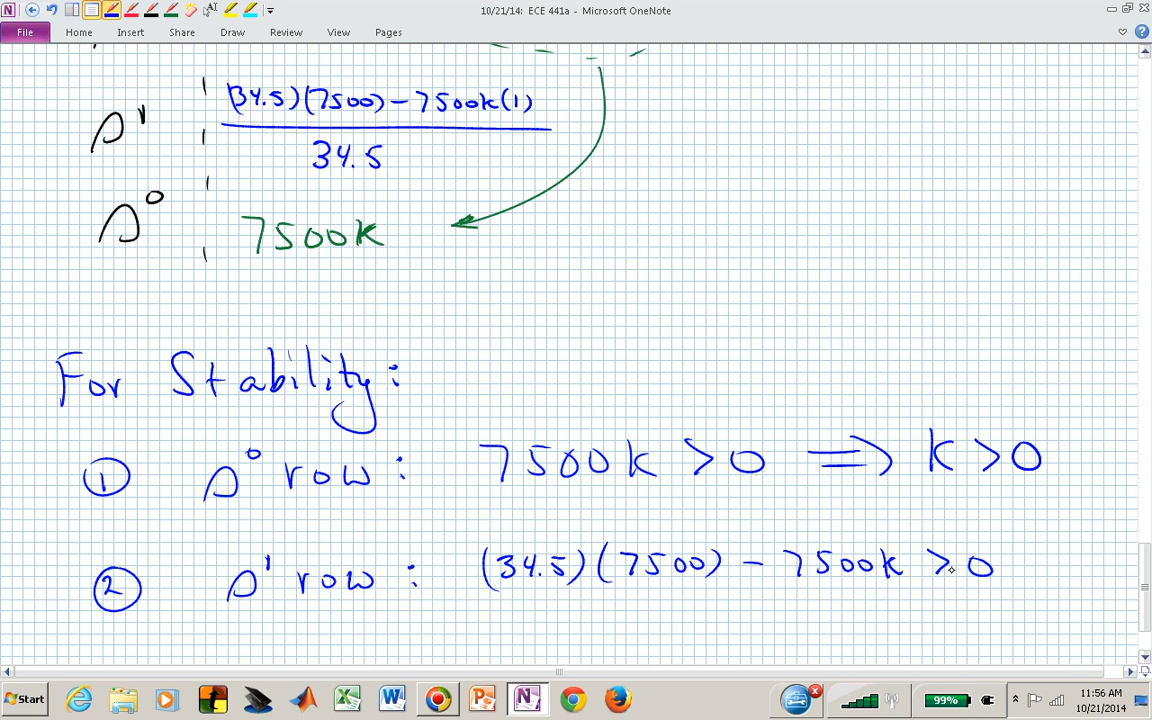 10/21/14: ECE 441a - Microsoft OneNote
File Home Insert Share Draw Review View Pages
s¹ (34.5)(7500) - 7500k(1)
34.5
s⁰ 7500k
For Stability:
① s⁰ row: 7500k > 0 ⟹ k > 0
② s¹ row: (34.5)(7500) - 7500k > 0
Start
99%
11:56 AM
10/21/2014